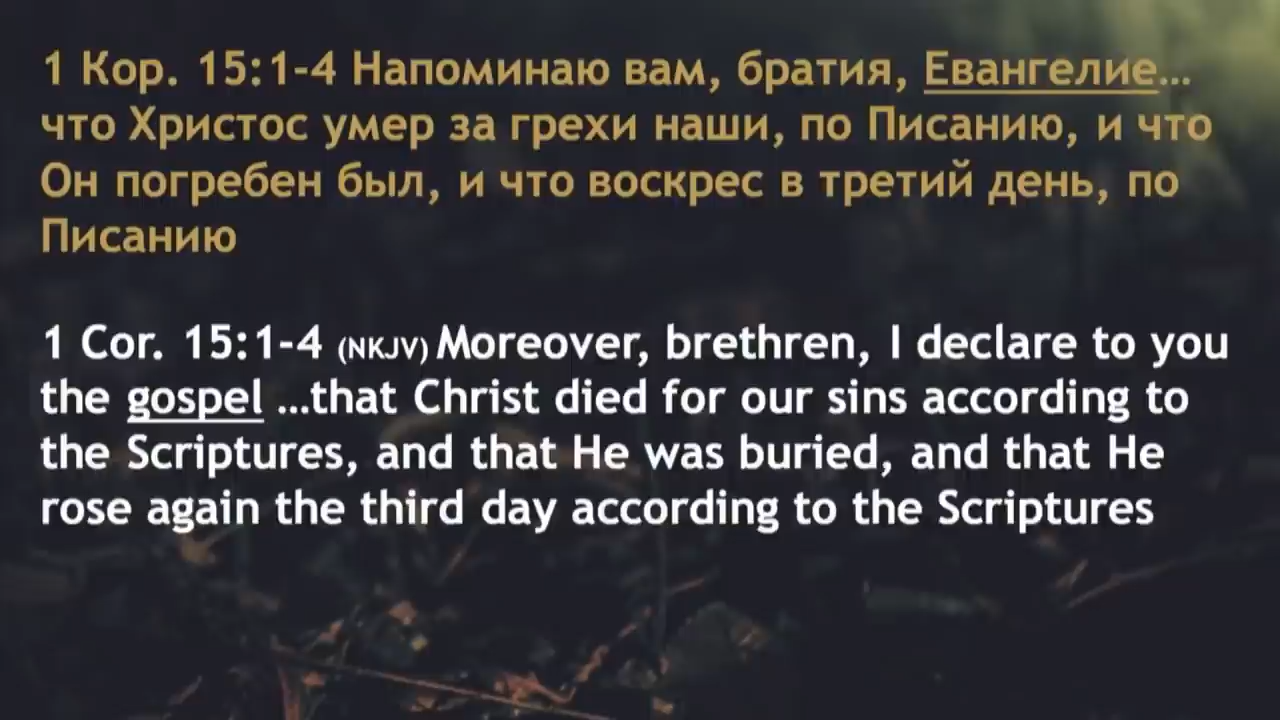 1 Кор. 15:1-4 Напоминаю вам, братия, Евангелие…
что Христос умер за грехи наши, по Писанию, и что
Он погребен был, и что воскрес в третий день, по
Писанию
1 Cor. 15:1-4 (NKJV) Moreover, brethren, I declare to you
the gospel …that Christ died for our sins according to
the Scriptures, and that He was buried, and that He
rose again the third day according to the Scriptures